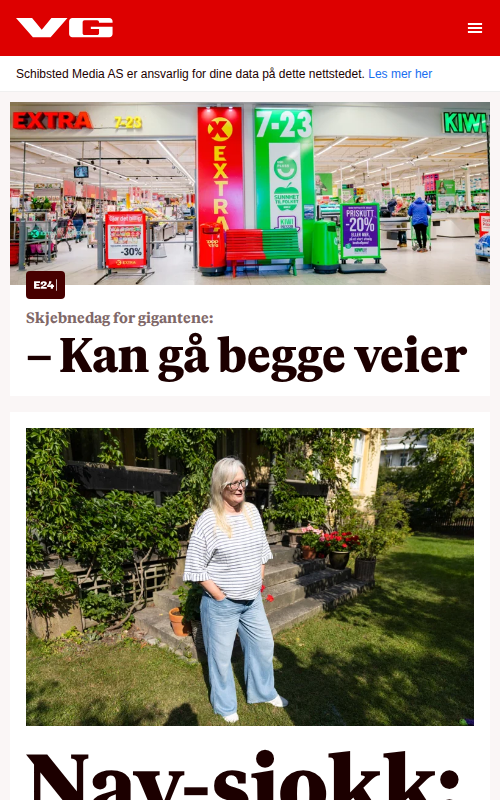 VG
Schibsted Media AS er ansvarlig for dine data på dette nettstedet. Les mer her
EXTRA 7-23
KIWI
X EXTRA
7-23
-30%
PRISKUTT
-20%
E24
Skjebnedag for gigantene:
– Kan gå begge veier
Nav-sjokk: